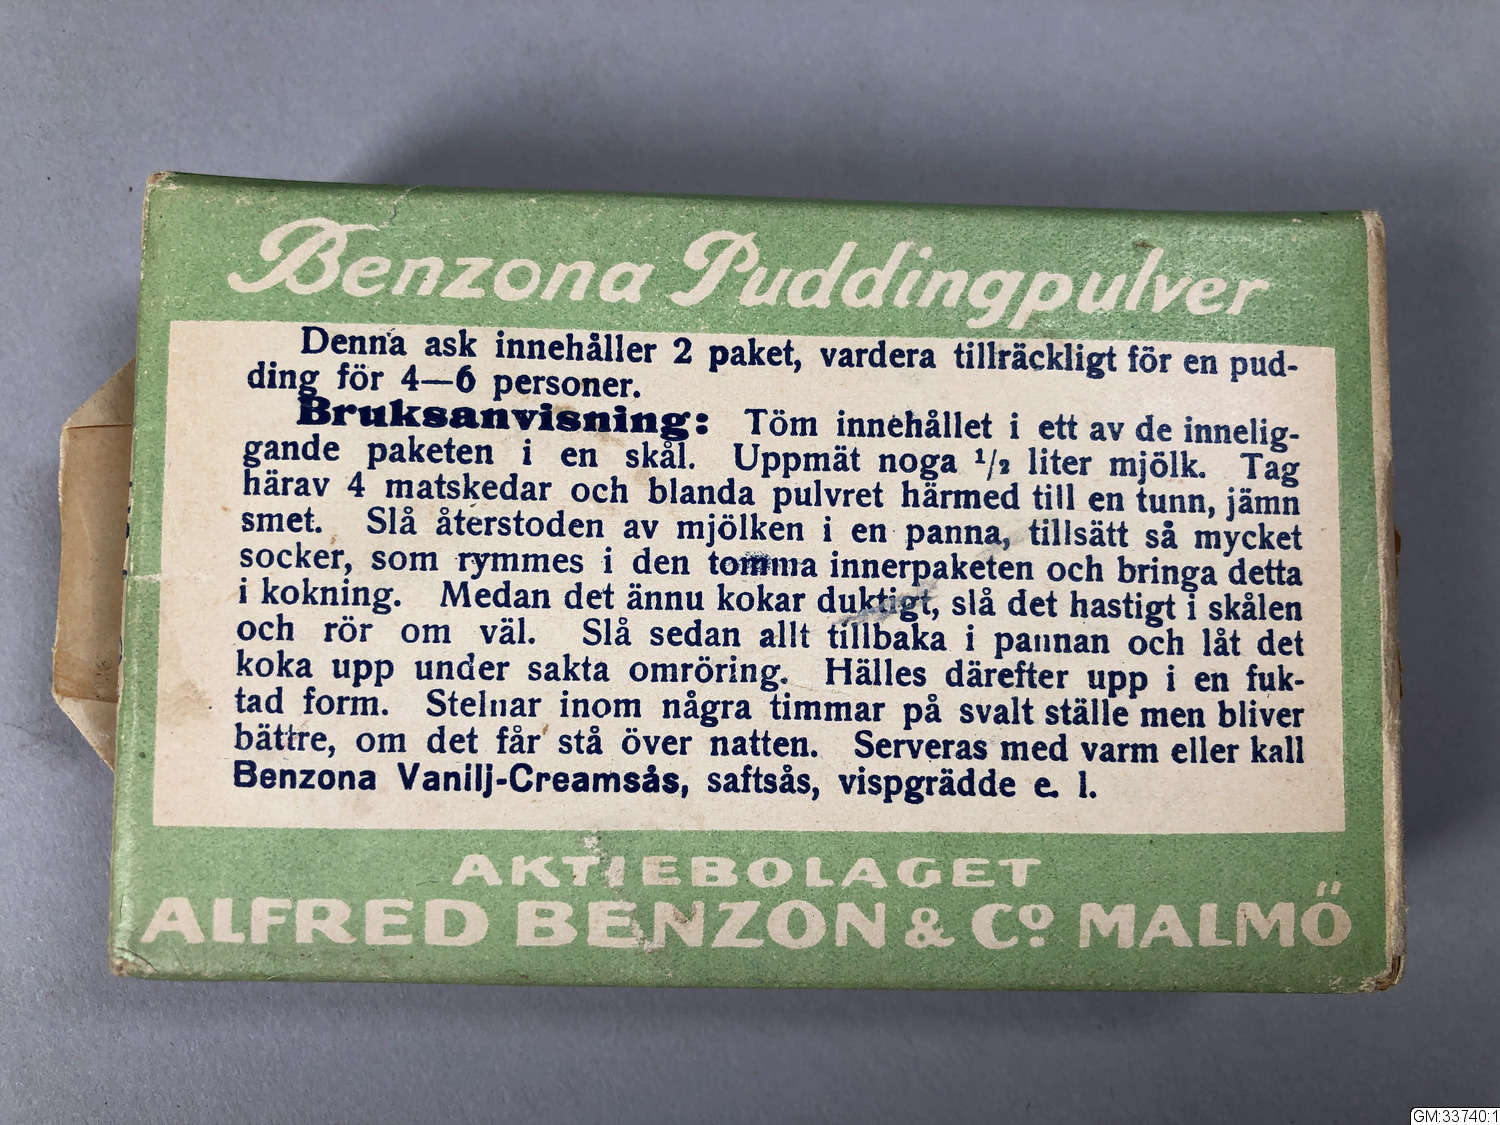 Benzona Puddingpulver
Denna ask innehåller 2 paket, vardera tillräckligt för en pud-
ding för 4—6 personer.
Bruksanvisning: Töm innehållet i ett av de innelig-
gande paketen i en skål. Uppmät noga 1/2 liter mjölk. Tag
härav 4 matskedar och blanda pulvret härmed till en tunn, jämn
smet. Slå återstoden av mjölken i en panna, tillsätt så mycket
socker, som rymmes i den tomma innerpaketen och bringa detta
i kokning. Medan det ännu kokar duktigt, slå det hastigt i skålen
och rör om väl. Slå sedan allt tillbaka i pannan och låt det
koka upp under sakta omröring. Hälles därefter upp i en fuk-
tad form. Stelnar inom några timmar på svalt ställe men bliver
bättre, om det får stå över natten. Serveras med varm eller kall
Benzona Vanilj-Creamsås, saftsås, vispgrädde e. l.
AKTIEBOLAGET
ALFRED BENZON & Co. MALMÖ
GM:33740:1